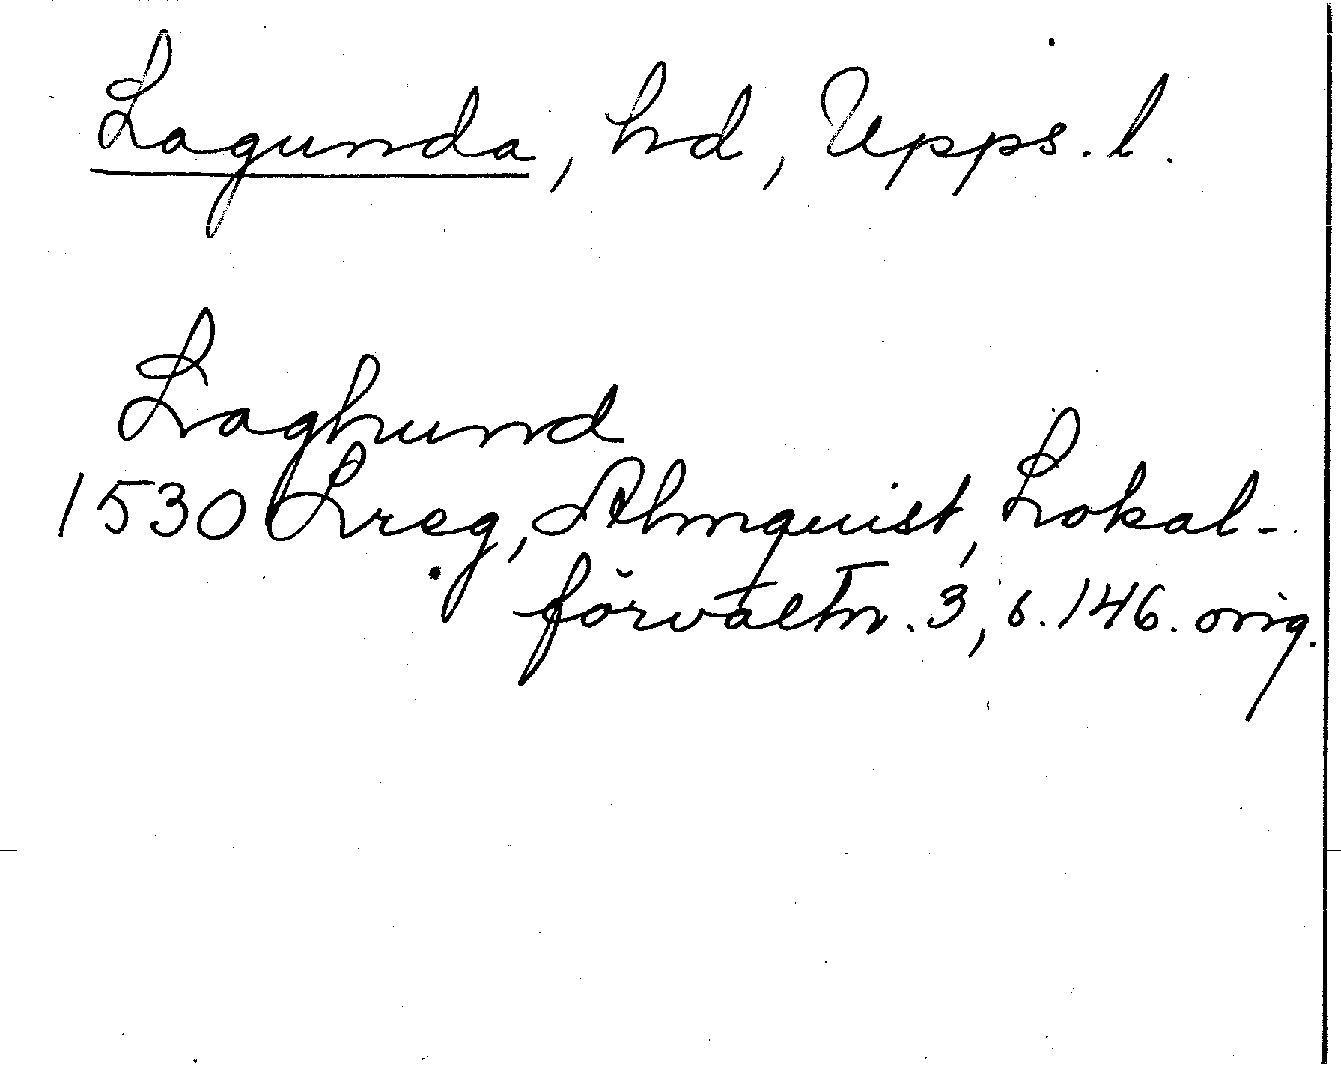 Lagunda, hd, Upps. l.
Laghund
1530 Lreg, Almquist, Lokal-
förvaltn. 3, s. 146. orig.